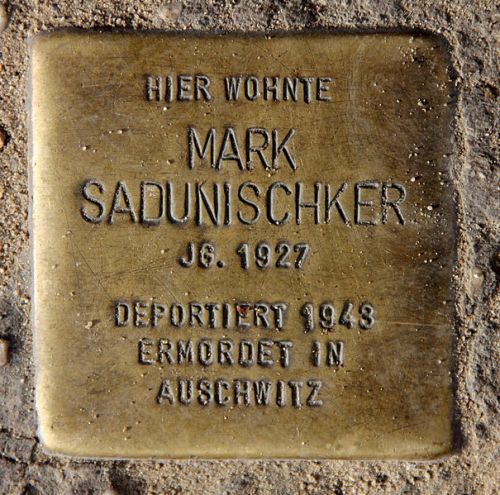 HIER WOHNTE
MARK
SADUNISCHKER
JG. 1927
DEPORTIERT 1943
ERMORDET IN
AUSCHWITZ